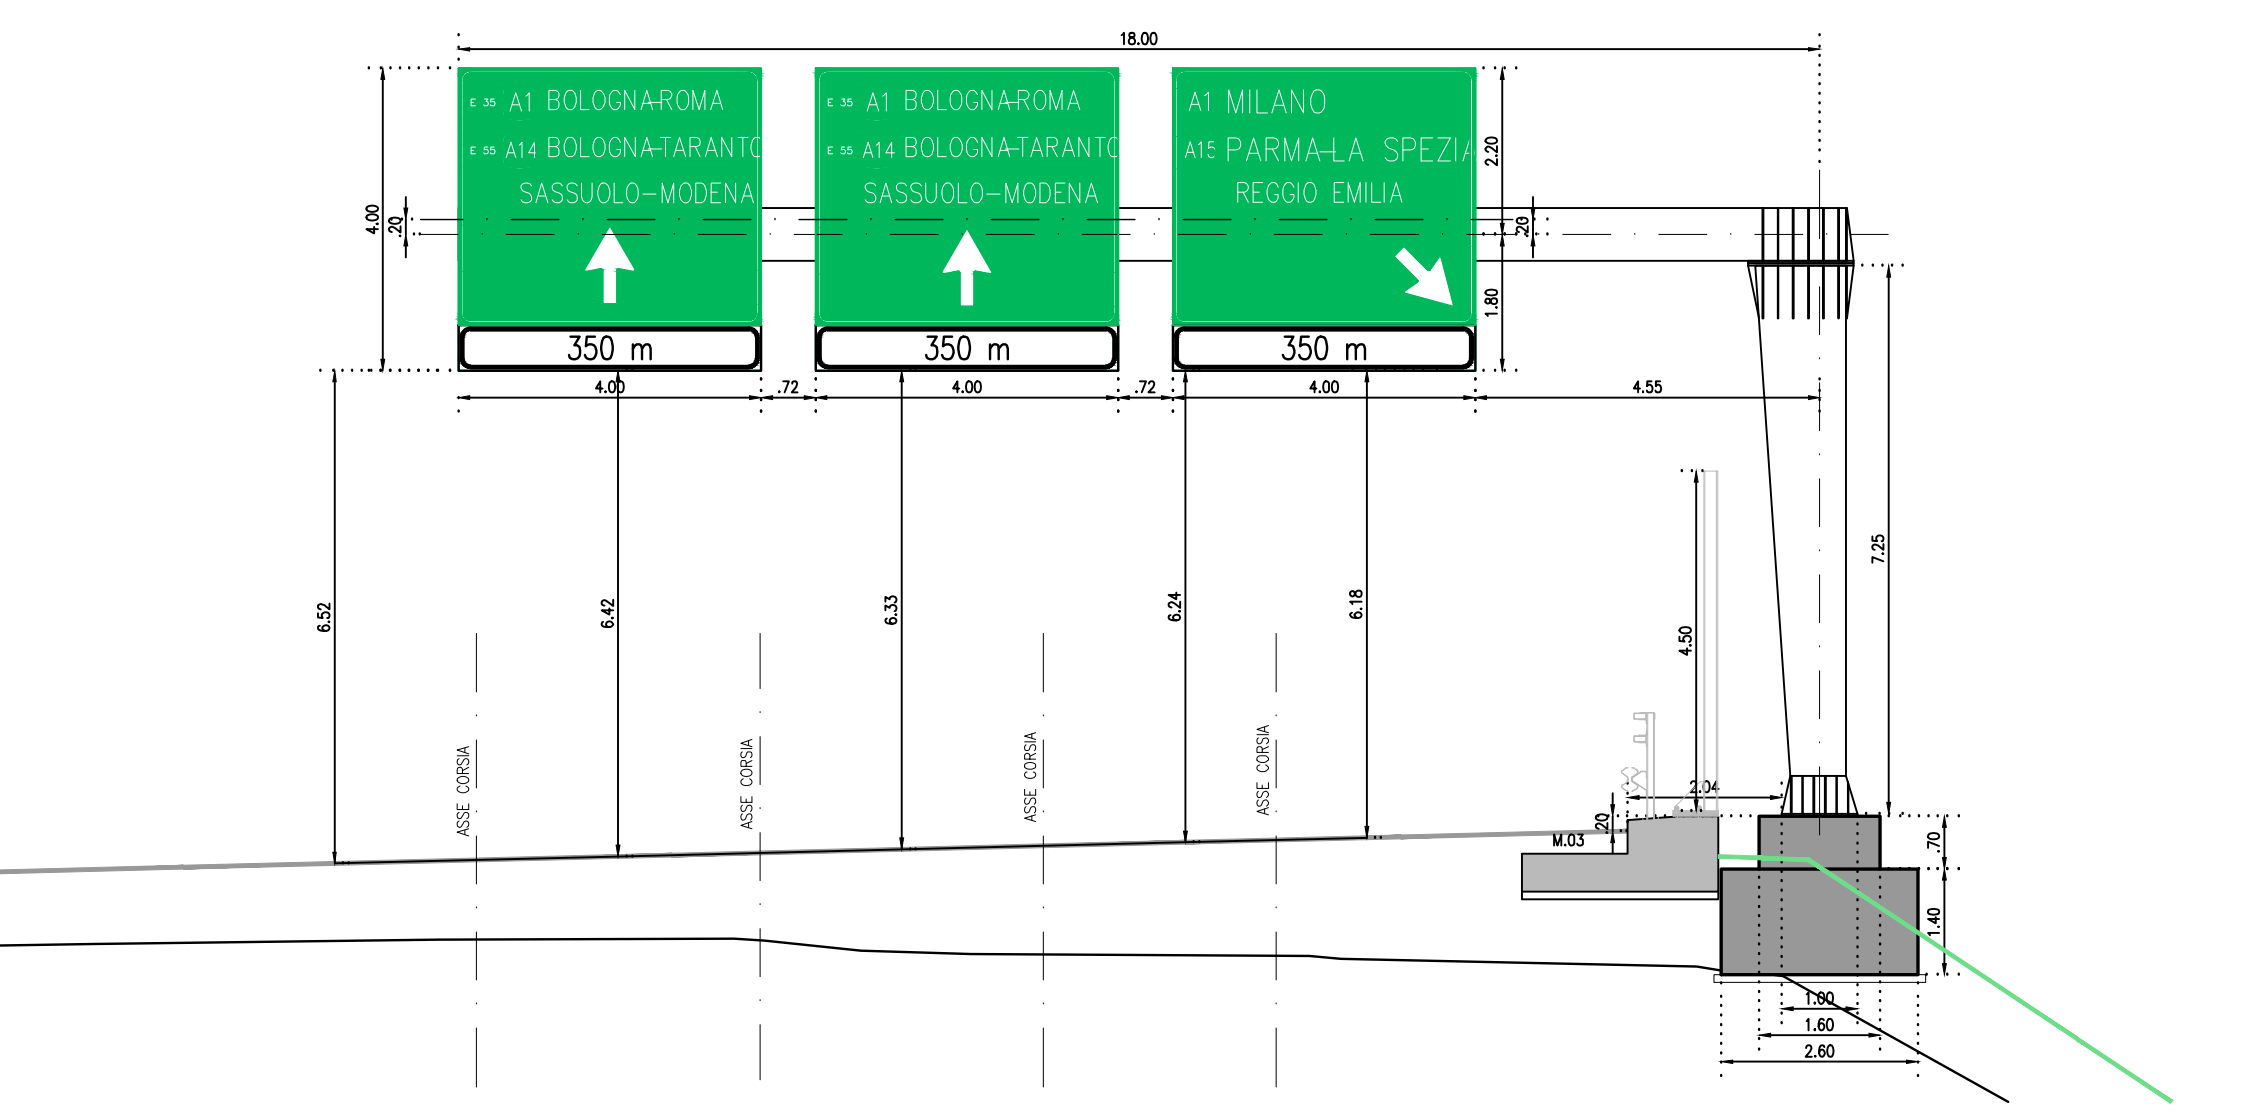 18.00
E 35 A1 BOLOGNA-ROMA
E 55 A14 BOLOGNA-TARANTO
SASSUOLO-MODENA
350 m
E 35 A1 BOLOGNA-ROMA
E 55 A14 BOLOGNA-TARANTO
SASSUOLO-MODENA
350 m
A1 MILANO
A15 PARMA-LA SPEZIA
REGGIO EMILIA
350 m
4.00
.20
2.20
.20
1.80
4.00
.72
4.00
.72
4.00
4.55
6.52
6.42
6.33
6.24
6.18
4.50
7.25
ASSE CORSIA
ASSE CORSIA
ASSE CORSIA
ASSE CORSIA
2.04
.20
M.03
.70
1.40
1.00
1.60
2.60